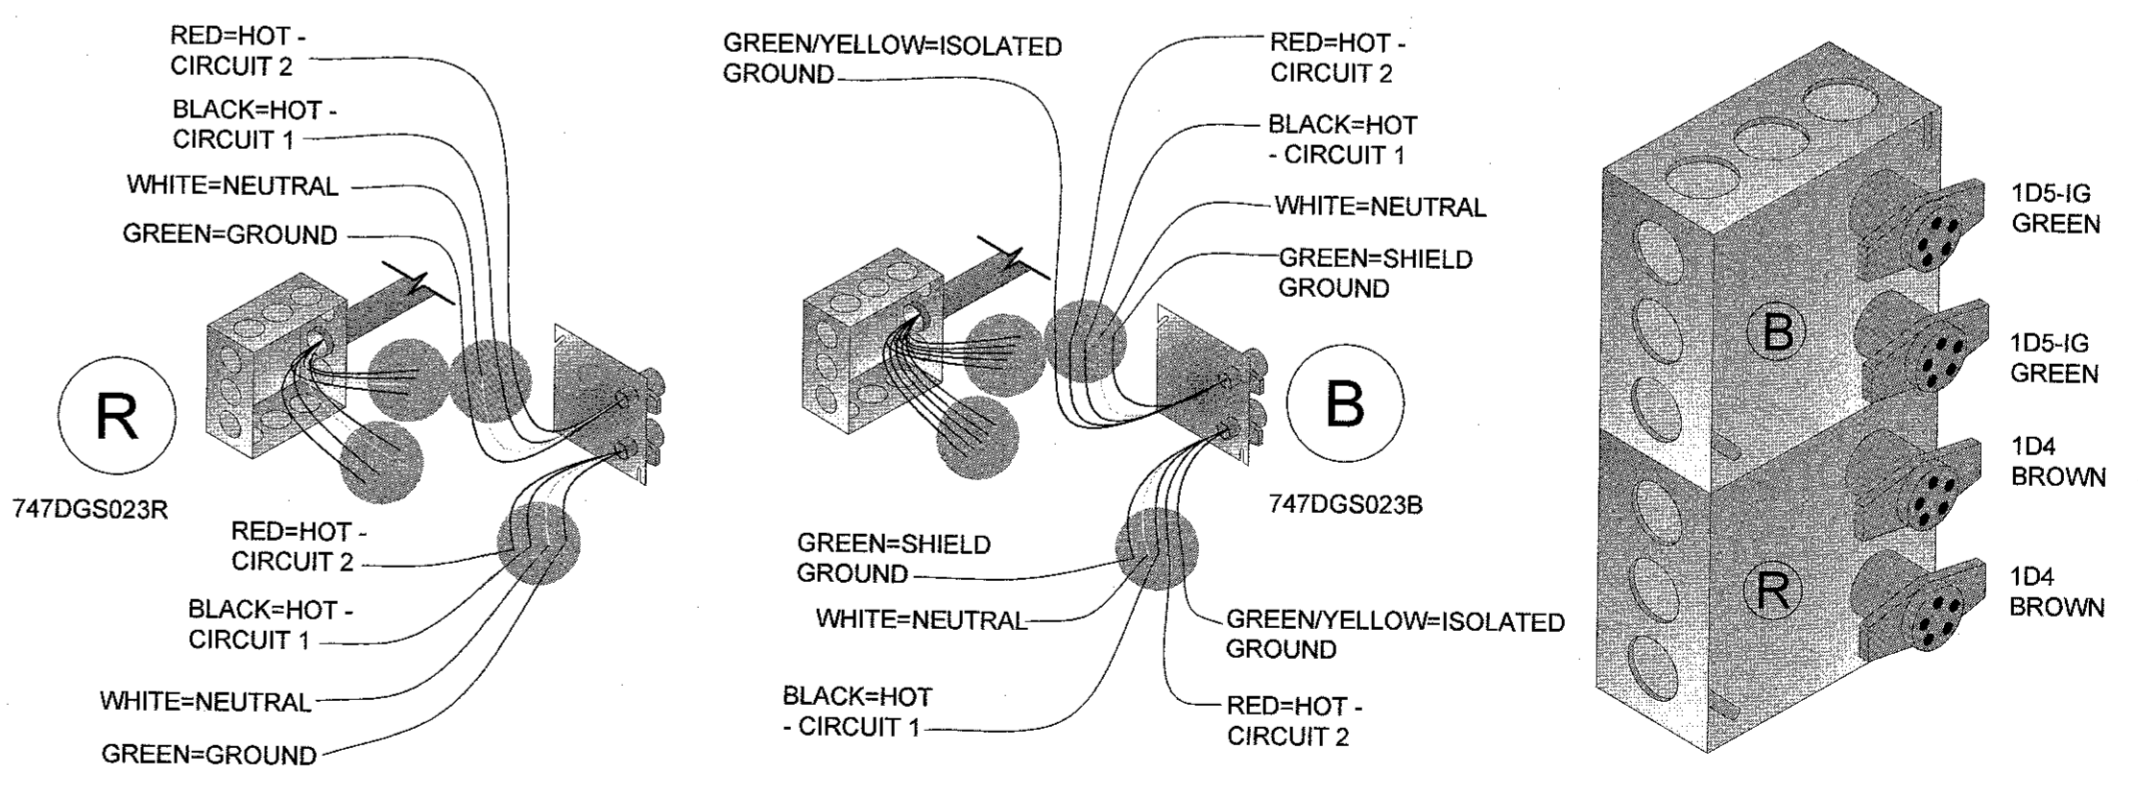 RED=HOT -
CIRCUIT 2
BLACK=HOT -
CIRCUIT 1
WHITE=NEUTRAL
GREEN=GROUND
R
747DGS023R
RED=HOT -
CIRCUIT 2
BLACK=HOT -
CIRCUIT 1
WHITE=NEUTRAL
GREEN=GROUND
GREEN/YELLOW=ISOLATED
GROUND
RED=HOT -
CIRCUIT 2
BLACK=HOT
- CIRCUIT 1
WHITE=NEUTRAL
GREEN=SHIELD
GROUND
B
747DGS023B
GREEN=SHIELD
GROUND
WHITE=NEUTRAL
BLACK=HOT
- CIRCUIT 1
GREEN/YELLOW=ISOLATED
GROUND
RED=HOT -
CIRCUIT 2
B
R
1D5-IG
GREEN
1D5-IG
GREEN
1D4
BROWN
1D4
BROWN